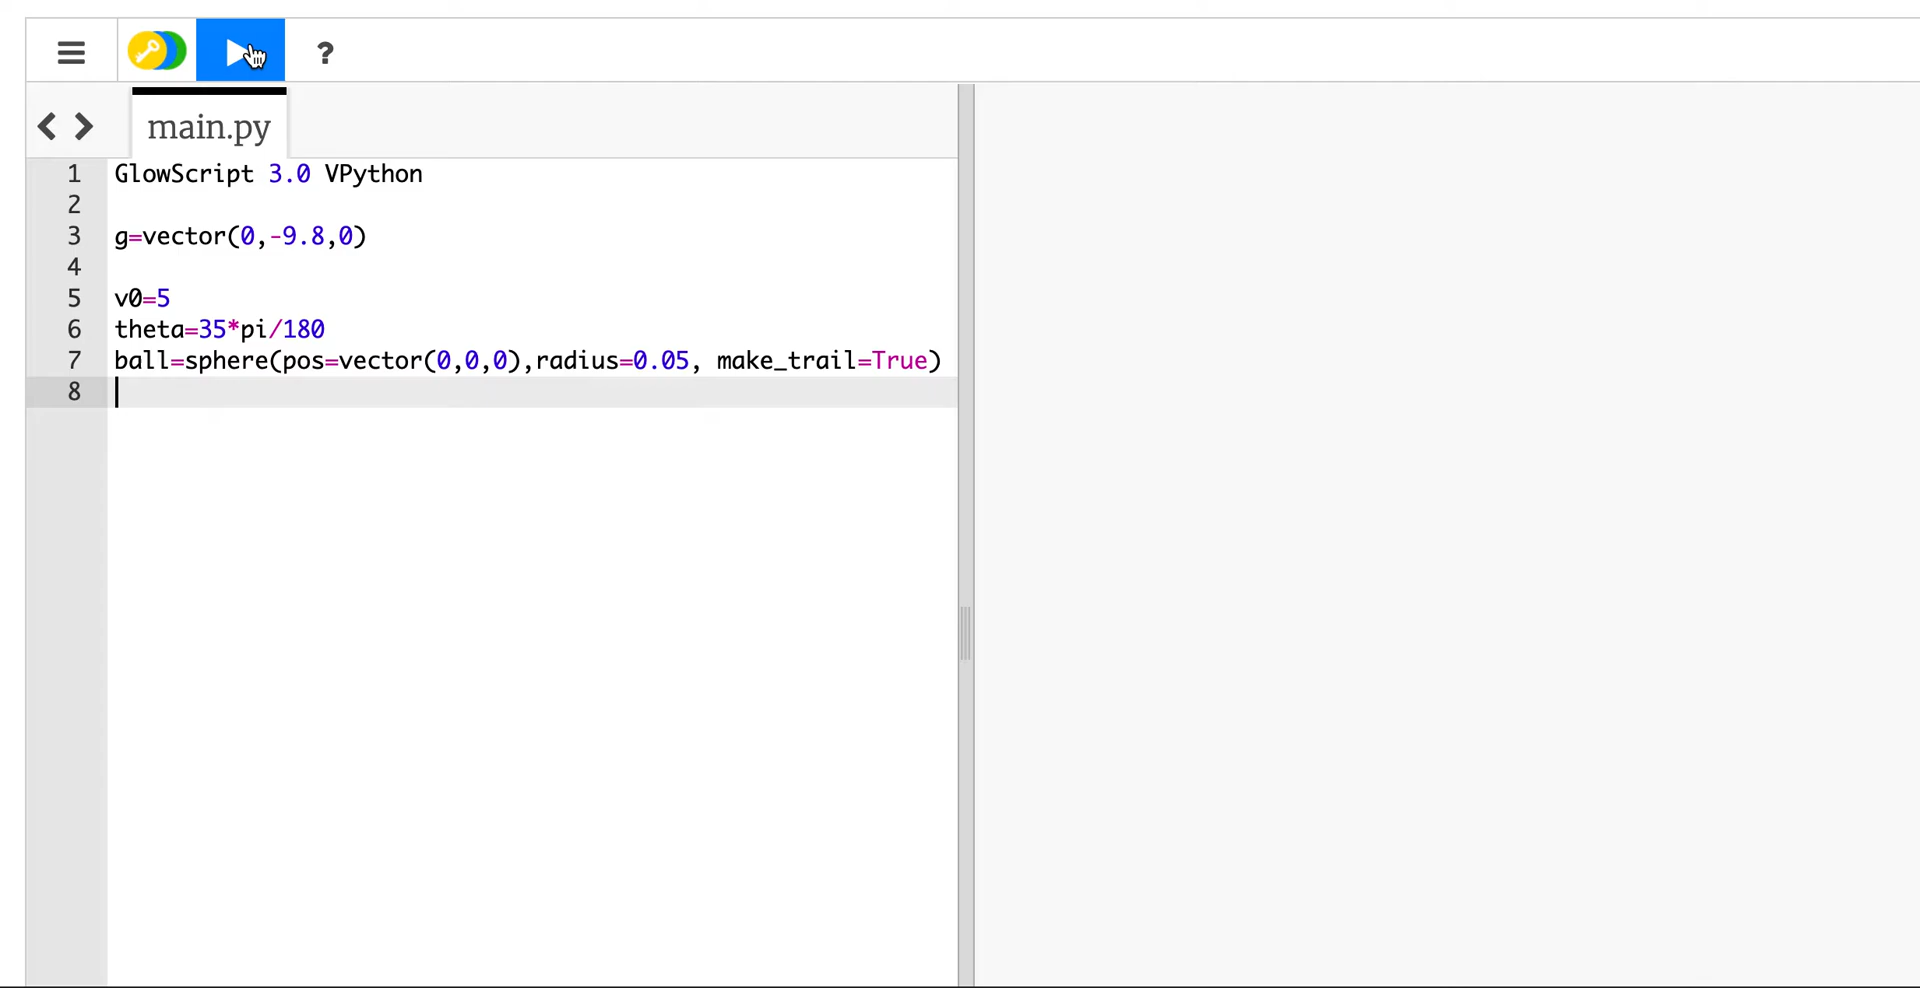 ?
main.py
1 GlowScript 3.0 VPython
2
3 g=vector(0,-9.8,0)
4
5 v0=5
6 theta=35*pi/180
7 ball=sphere(pos=vector(0,0,0),radius=0.05, make_trail=True)
8